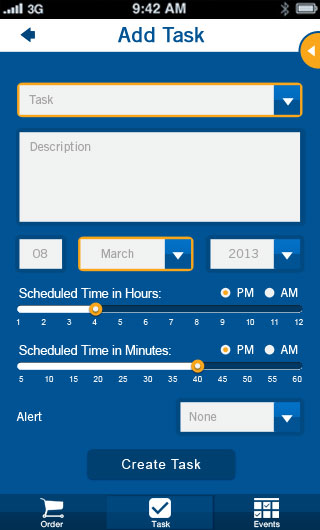 3G 9:42 AM
Add Task
Task
Description
08 March 2013
Scheduled Time in Hours: PM AM
1 2 3 4 5 6 7 8 9 10 11 12
Scheduled Time in Minutes: PM AM
5 10 15 20 25 30 35 40 45 50 55 60
Alert None
Create Task
Order Task Events